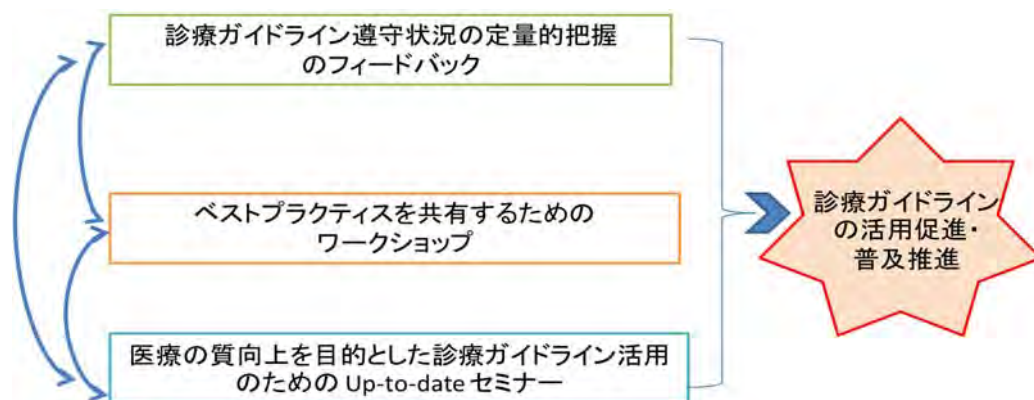 診療ガイドライン遵守状況の定量的把握
のフィードバック
ベストプラクティスを共有するための
ワークショップ
医療の質向上を目的とした診療ガイドライン活用
のための Up-to-date セミナー
診療ガイドライン
の活用促進・
普及推進